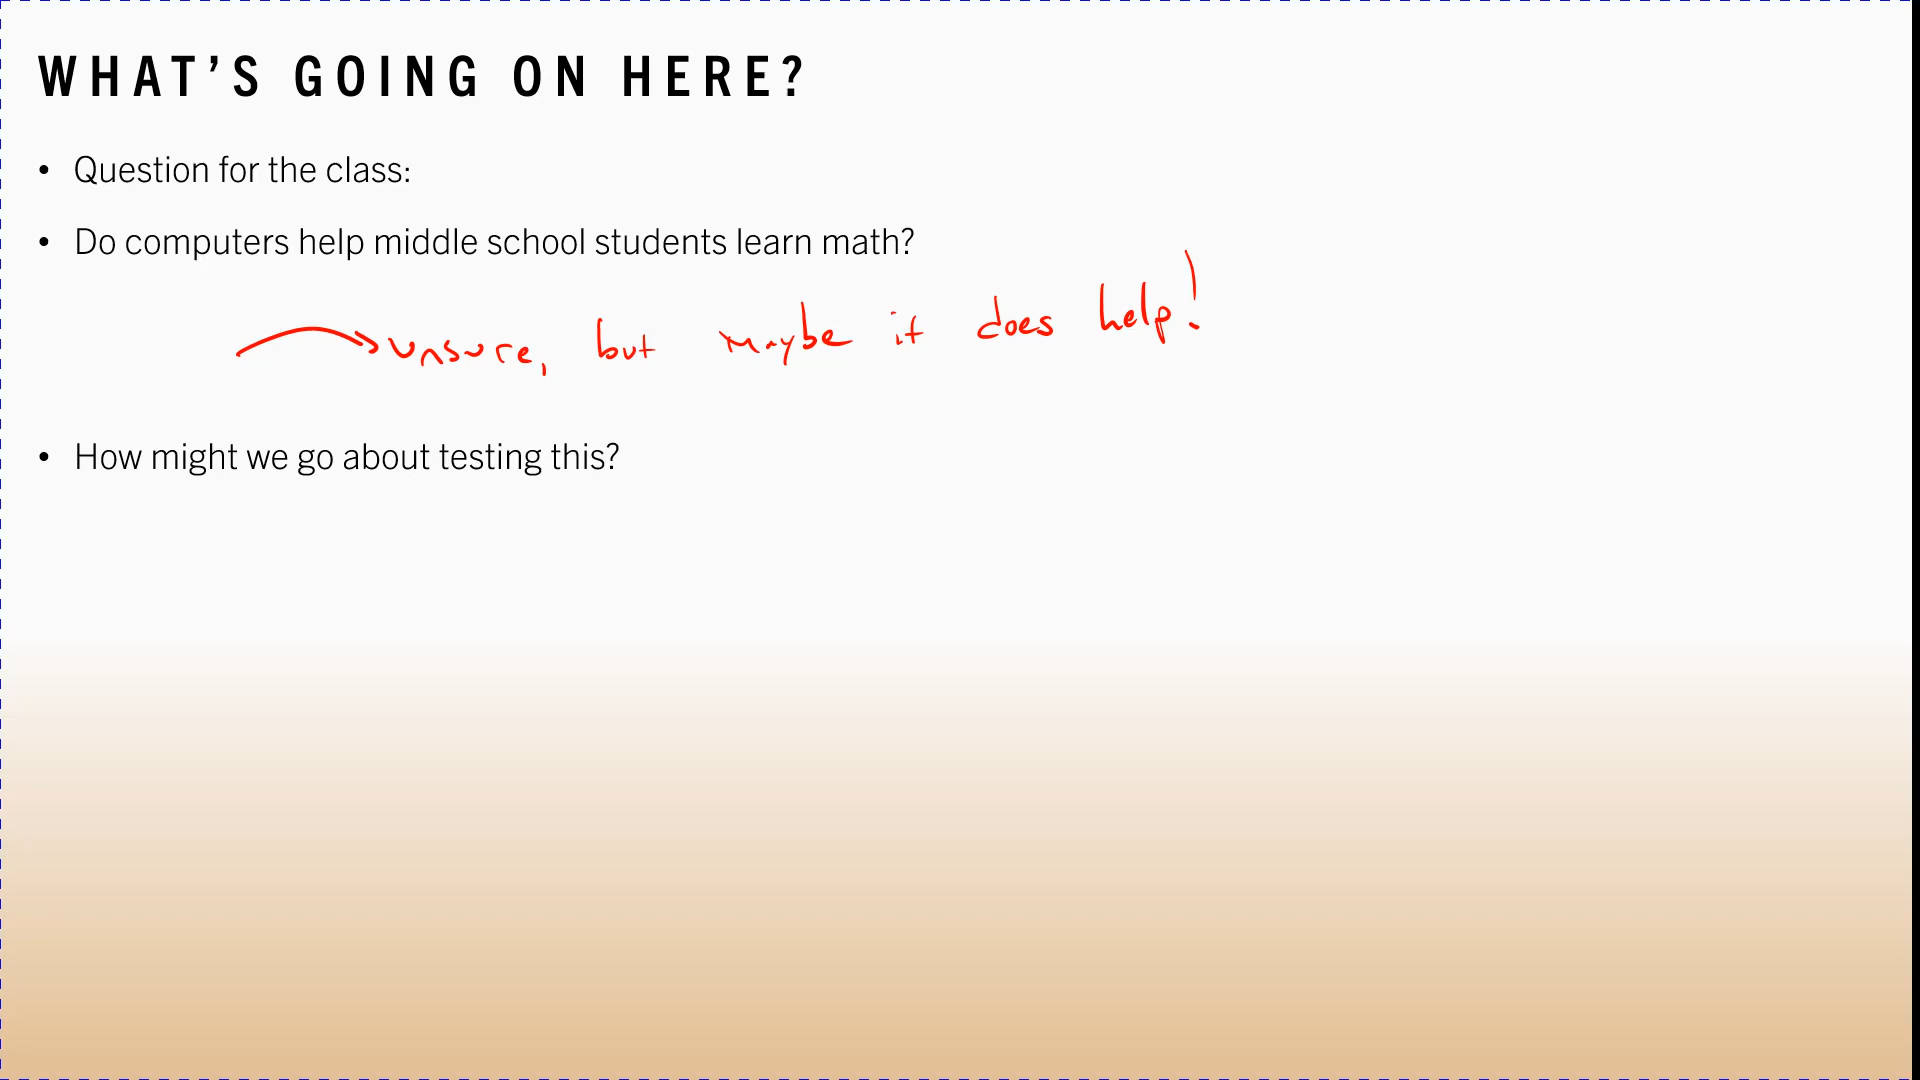 WHAT'S GOING ON HERE?
• Question for the class:
• Do computers help middle school students learn math?
unsure, but maybe it does help!
• How might we go about testing this?